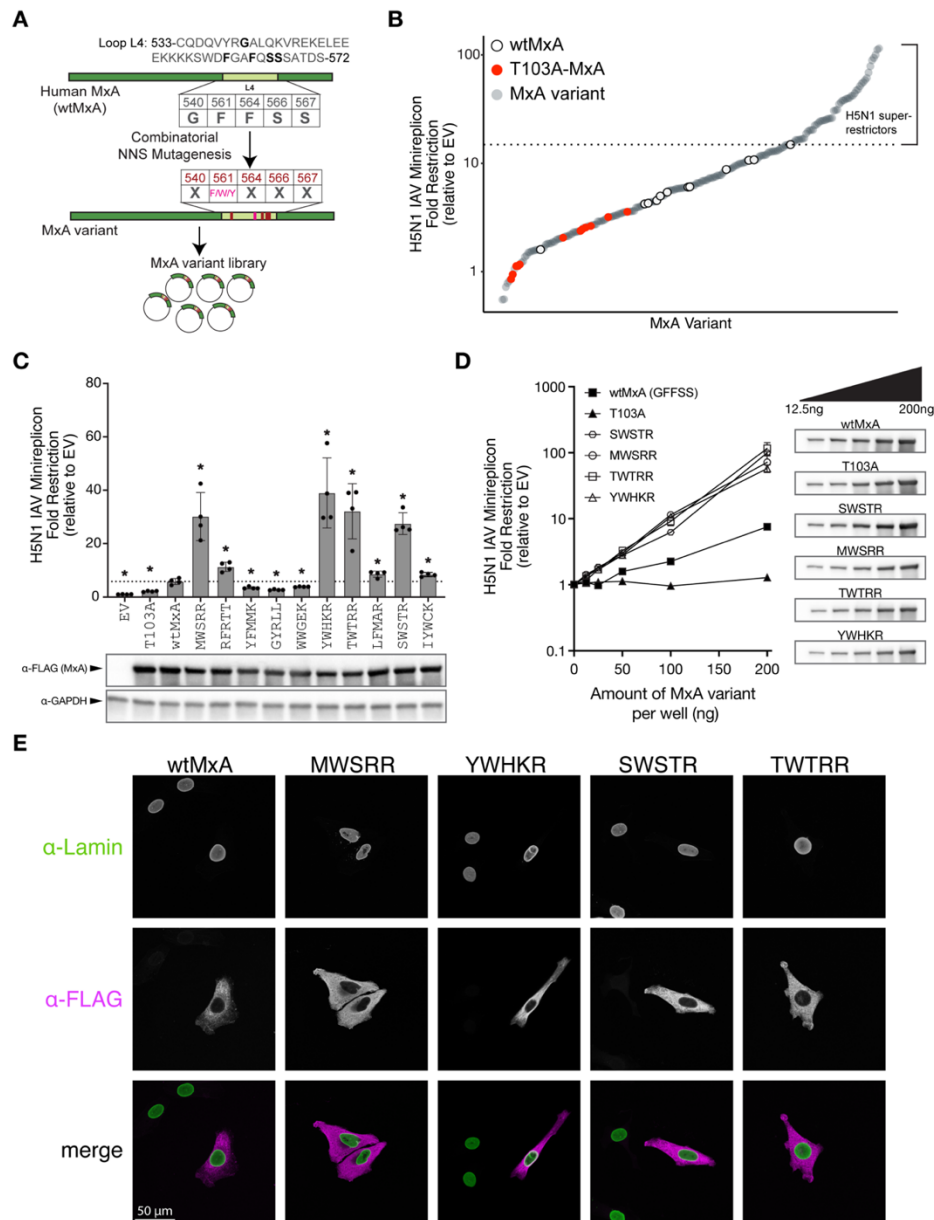 A
Loop L4: 533-CQDQVYRGALQKVREKELEE
EKKKKSWDFGAFQSSSATDS-572
Human MxA
(wtMxA)
L4
540 561 564 566 567
G F F S S
Combinatorial
NNS Mutagenesis
540 561 564 566 567
X F/W/Y X X X
MxA variant
MxA variant library
B
H5N1 IAV Minireplicon
Fold Restriction
(relative to EV)
100
10
1
wtMxA
T103A-MxA
MxA variant
H5N1 super-
restrictors
MxA Variant
C
H5N1 IAV Minireplicon
Fold Restriction
(relative to EV)
80
60
40
20
0
* * * * * * * * * * * *
EV T103A wtMxA MWSRR RFRTT YFMMK GYRLL WWGEK YWHKR TWTRR LFMAR SWSTR IYWCK
α-FLAG (MxA)
α-GAPDH
D
H5N1 IAV Minireplicon
Fold Restriction
(relative to EV)
1000
100
10
1
0.1
wtMxA (GFFSS)
T103A
SWSTR
MWSRR
TWTRR
YWHKR
0 50 100 150 200
Amount of MxA variant
per well (ng)
12.5ng 200ng
wtMxA
T103A
SWSTR
MWSRR
TWTRR
YWHKR
E
wtMxA MWSRR YWHKR SWSTR TWTRR
α-Lamin
α-FLAG
merge
50 μm